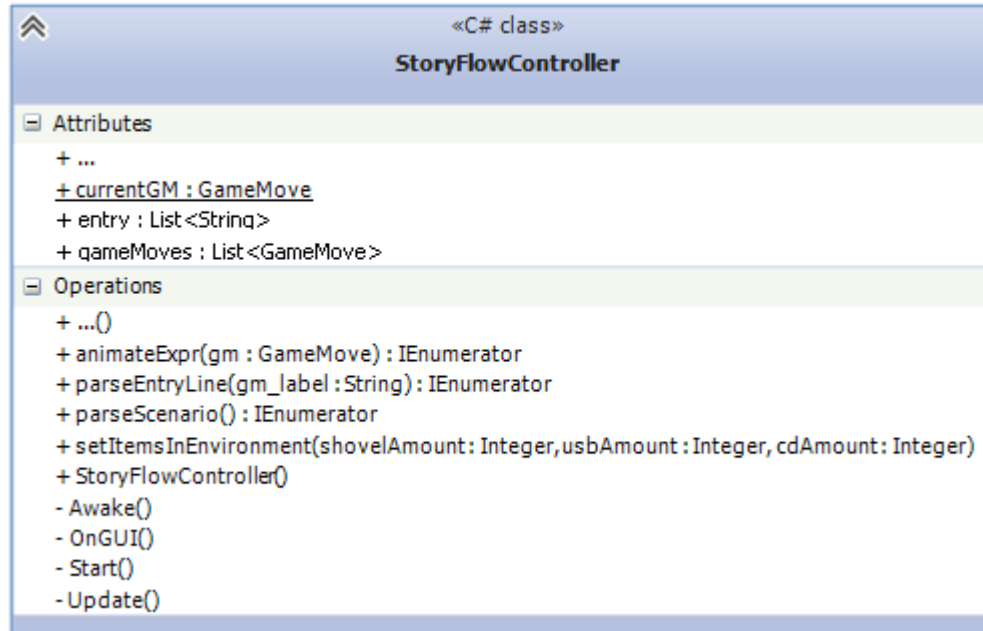 «C# class»
StoryFlowController
Attributes
+ ...
+ currentGM : GameMove
+ entry : List<String>
+ gameMoves : List<GameMove>
Operations
+ ...()
+ animateExpr(gm : GameMove) : IEnumerator
+ parseEntryLine(gm_label : String) : IEnumerator
+ parseScenario() : IEnumerator
+ setItemsInEnvironment(shovelAmount: Integer,usbAmount: Integer, cdAmount: Integer)
+ StoryFlowController()
- Awake()
- OnGUI()
- Start()
- Update()